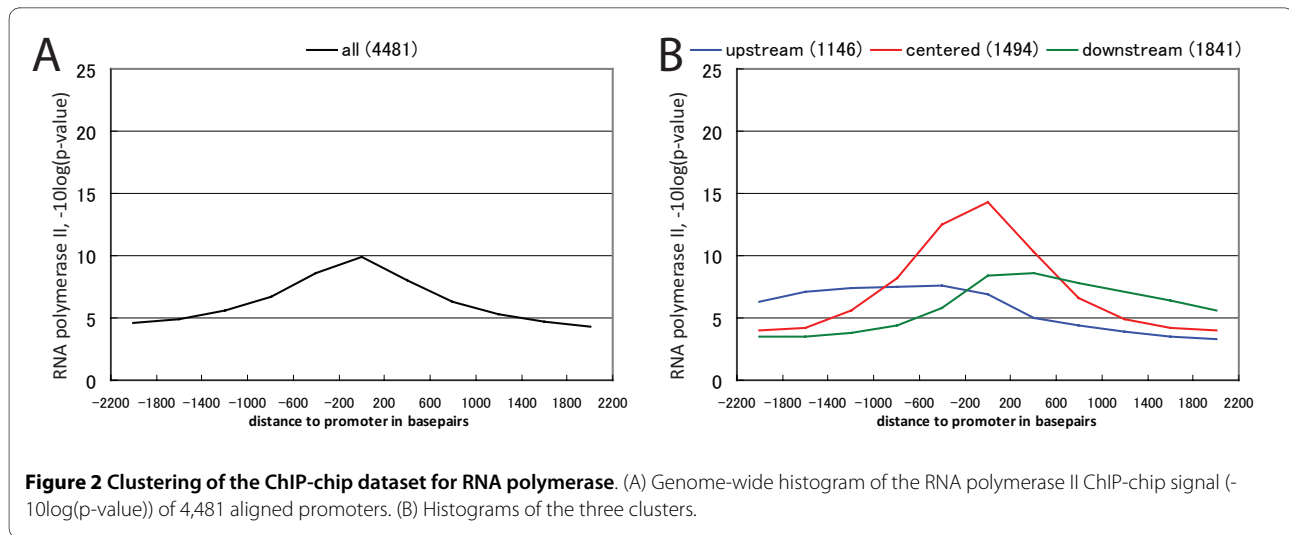 A
all (4481)
RNA polymerase II, -10log(p-value)
25
20
15
10
5
0
-2200 -1800 -1400 -1000 -600 -200 200 600 1000 1400 1800 2200
distance to promoter in basepairs
B
upstream (1146) centered (1494) downstream (1841)
RNA polymerase II, -10log(p-value)
25
20
15
10
5
0
-2200 -1800 -1400 -1000 -600 -200 200 600 1000 1400 1800 2200
distance to promoter in basepairs
Figure 2 Clustering of the ChIP-chip dataset for RNA polymerase. (A) Genome-wide histogram of the RNA polymerase II ChIP-chip signal (-
10log(p-value)) of 4,481 aligned promoters. (B) Histograms of the three clusters.